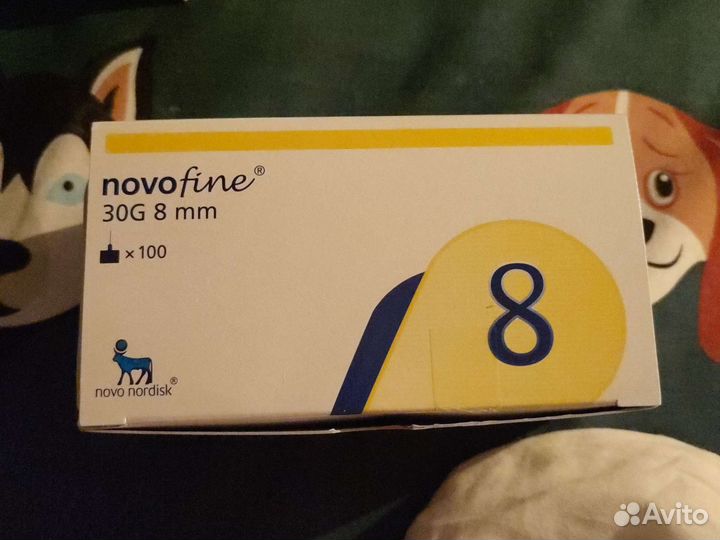 novofine®
30G 8 mm
× 100
8
novo nordisk®
Avito